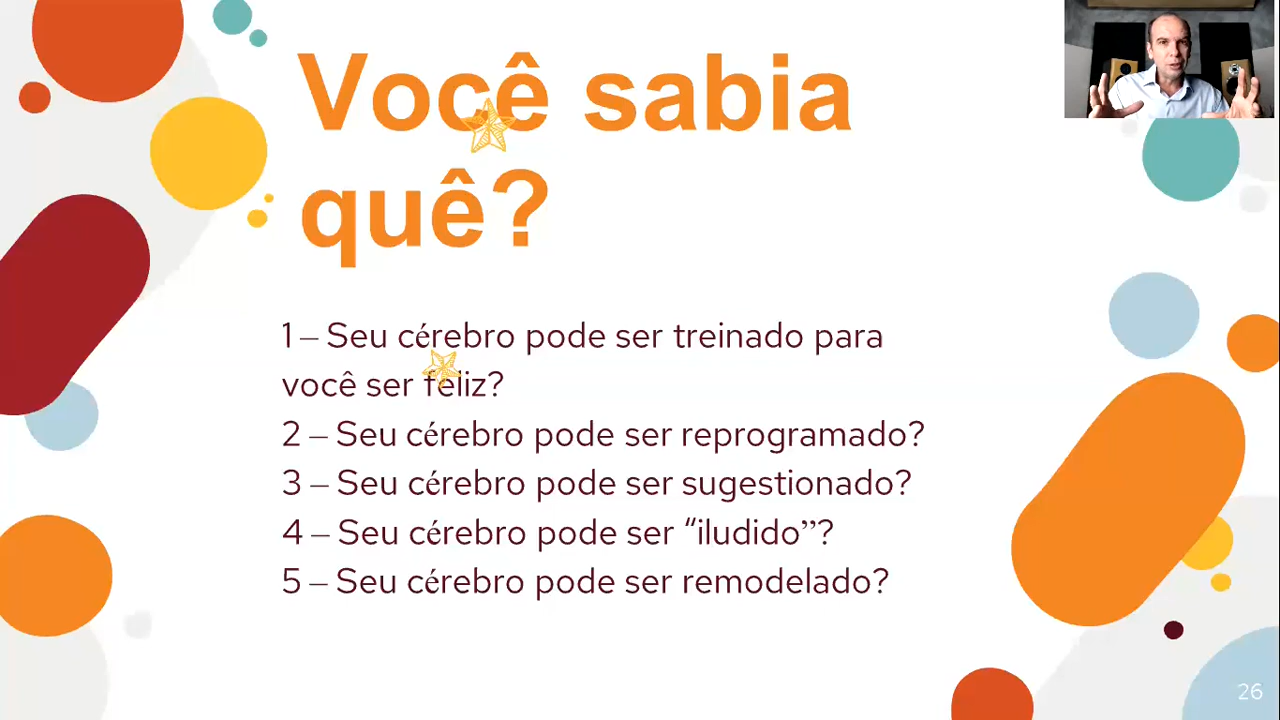 Você sabia
quê?
1 – Seu cérebro pode ser treinado para
você ser feliz?
2 – Seu cérebro pode ser reprogramado?
3 – Seu cérebro pode ser sugestionado?
4 – Seu cérebro pode ser “iludido”?
5 – Seu cérebro pode ser remodelado?
26